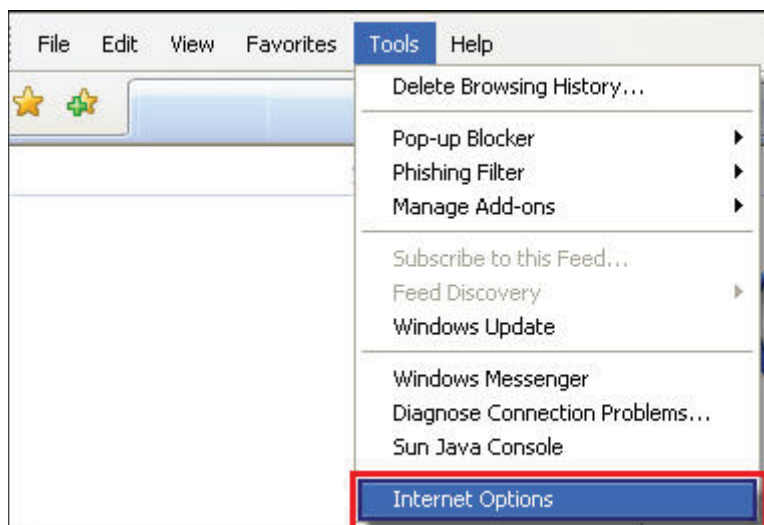 File Edit View Favorites Tools Help
Delete Browsing History...
Pop-up Blocker
Phishing Filter
Manage Add-ons
Subscribe to this Feed...
Feed Discovery
Windows Update
Windows Messenger
Diagnose Connection Problems...
Sun Java Console
Internet Options